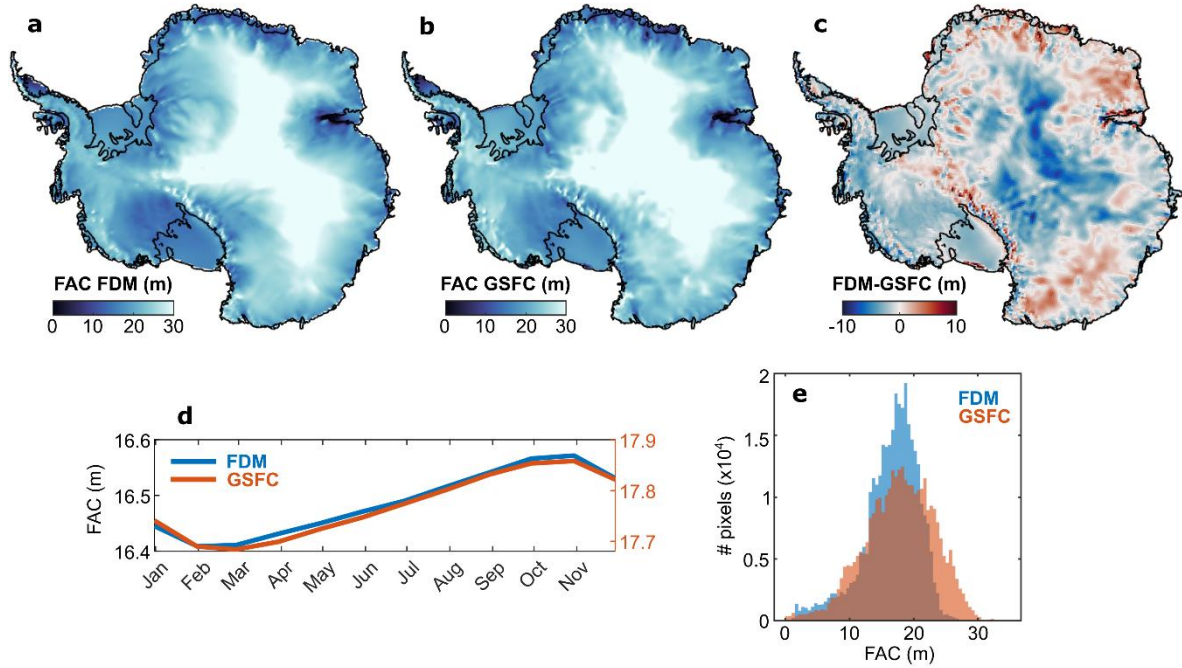 a
b
c
FAC FDM (m)
0 10 20 30
FAC GSFC (m)
0 10 20 30
FDM-GSFC (m)
-10 0 10
d
16.6
16.5
16.4
FAC (m)
FDM
GSFC
17.9
17.8
17.7
Jan Feb Mar Apr May Jun Jul Aug Sep Oct Nov
e
2
1.5
1
0.5
0
# pixels (x10⁴)
FDM
GSFC
0 10 20 30
FAC (m)